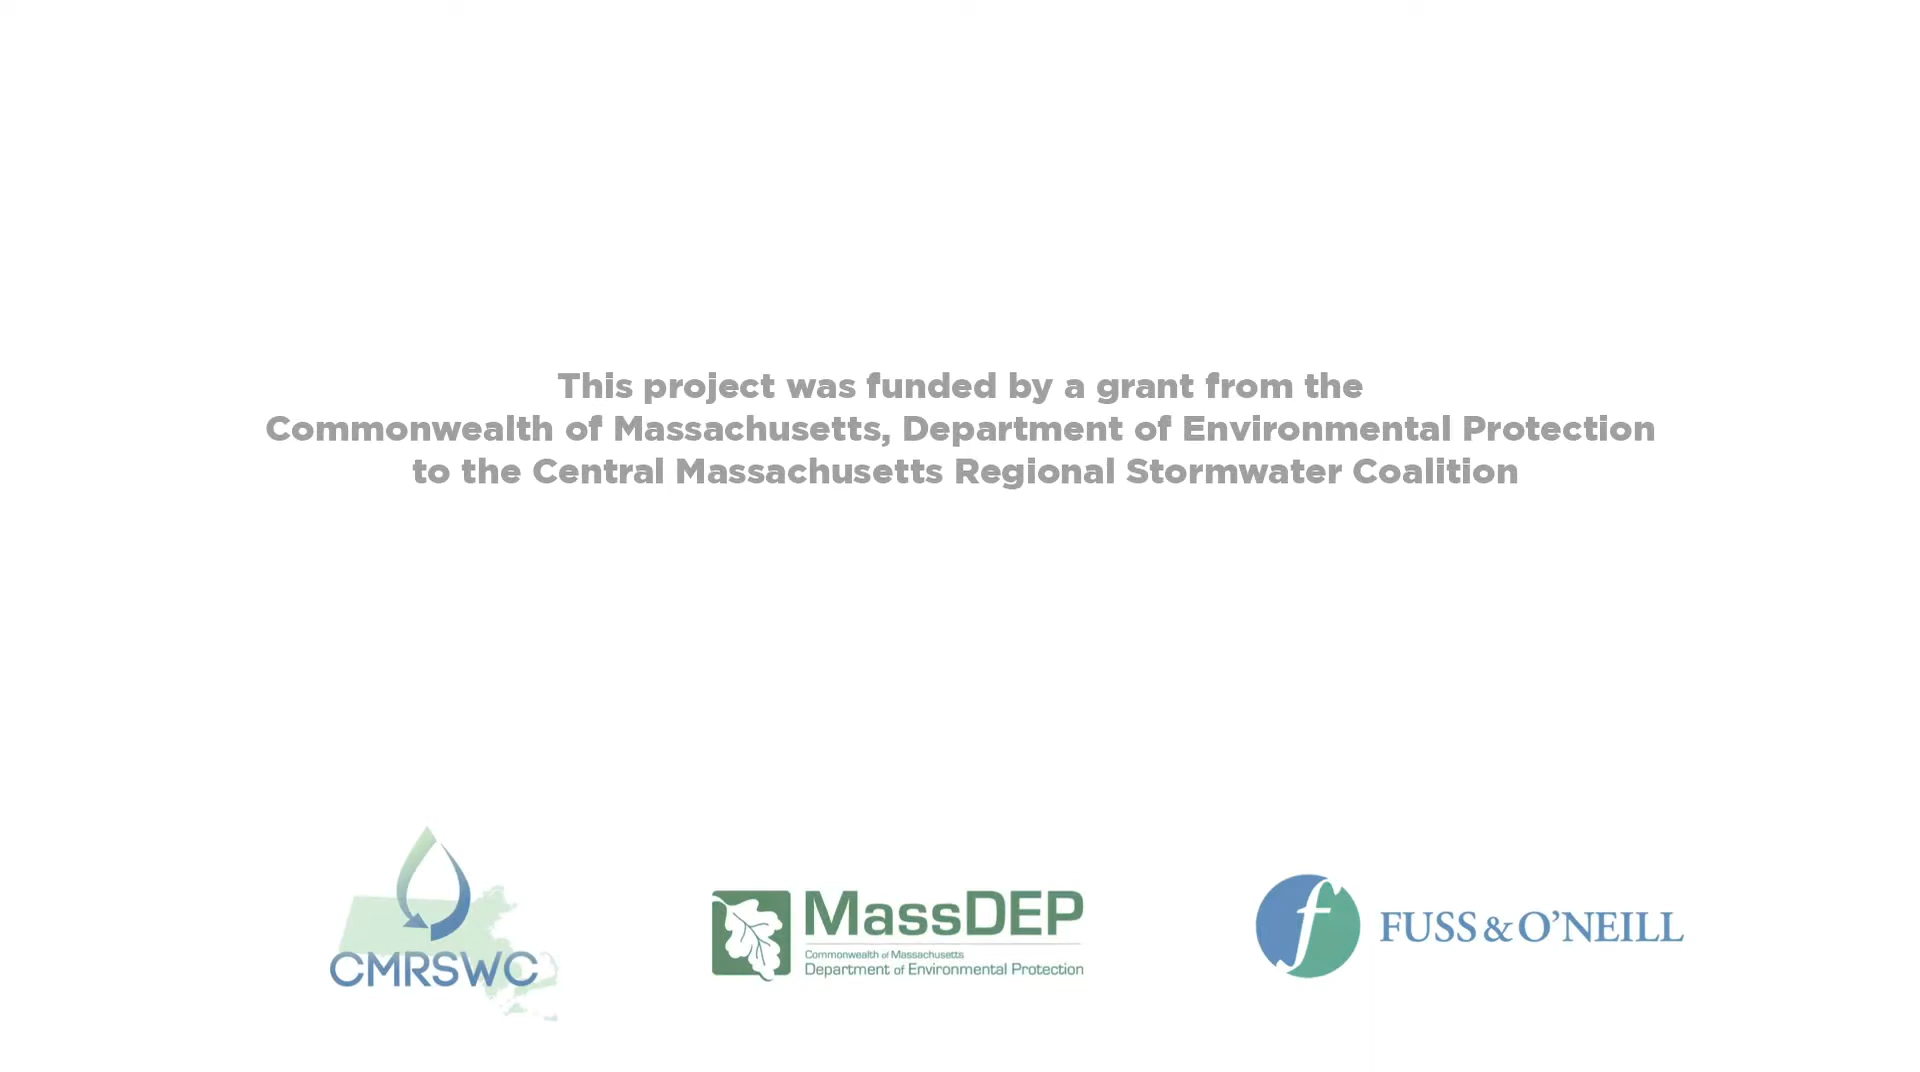 This project was funded by a grant from the
Commonwealth of Massachusetts, Department of Environmental Protection
to the Central Massachusetts Regional Stormwater Coalition
CMRSWC
MassDEP
Commonwealth of Massachusetts
Department of Environmental Protection
f FUSS & O'NEILL